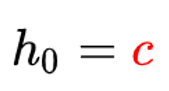 h₀ = c